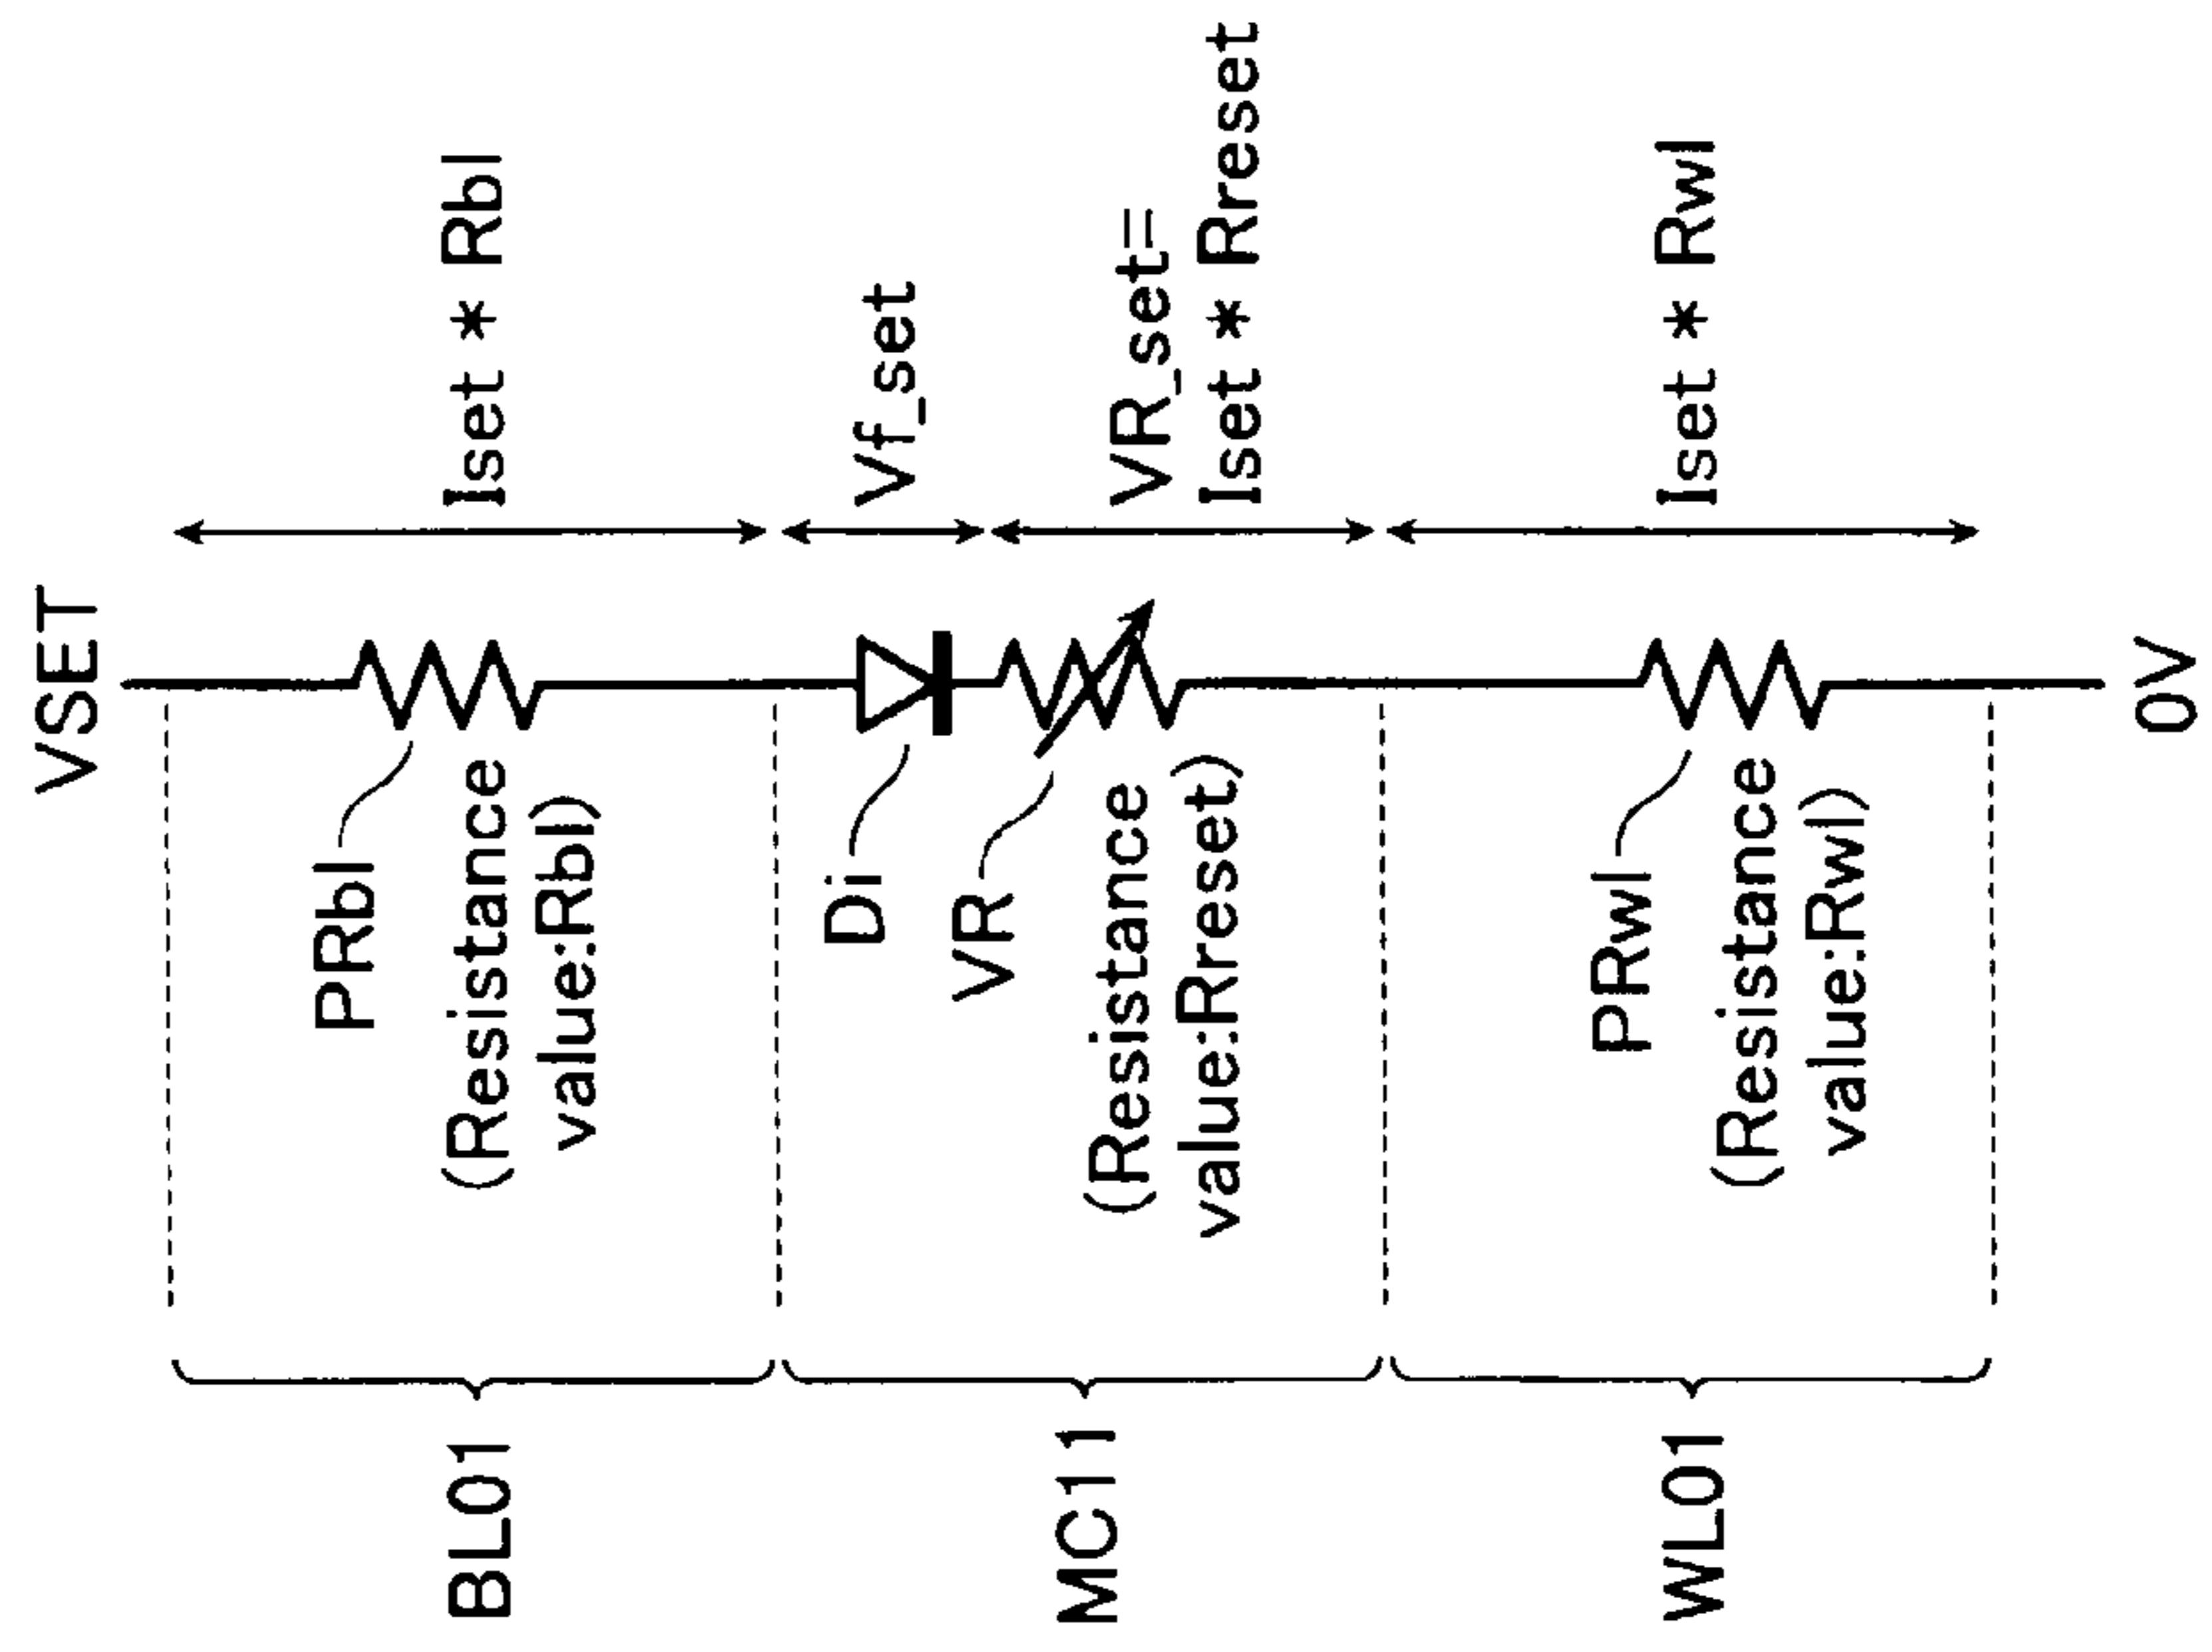 VSET
BL01
PRbl
(Resistance
value:Rbl)
Iset * Rbl
MC11
Di
Vf_set
VR
(Resistance
value:Rreset)
VR_set=
Iset * Rreset
WL01
PRwl
(Resistance
value:Rwl)
Iset * Rwl
0V